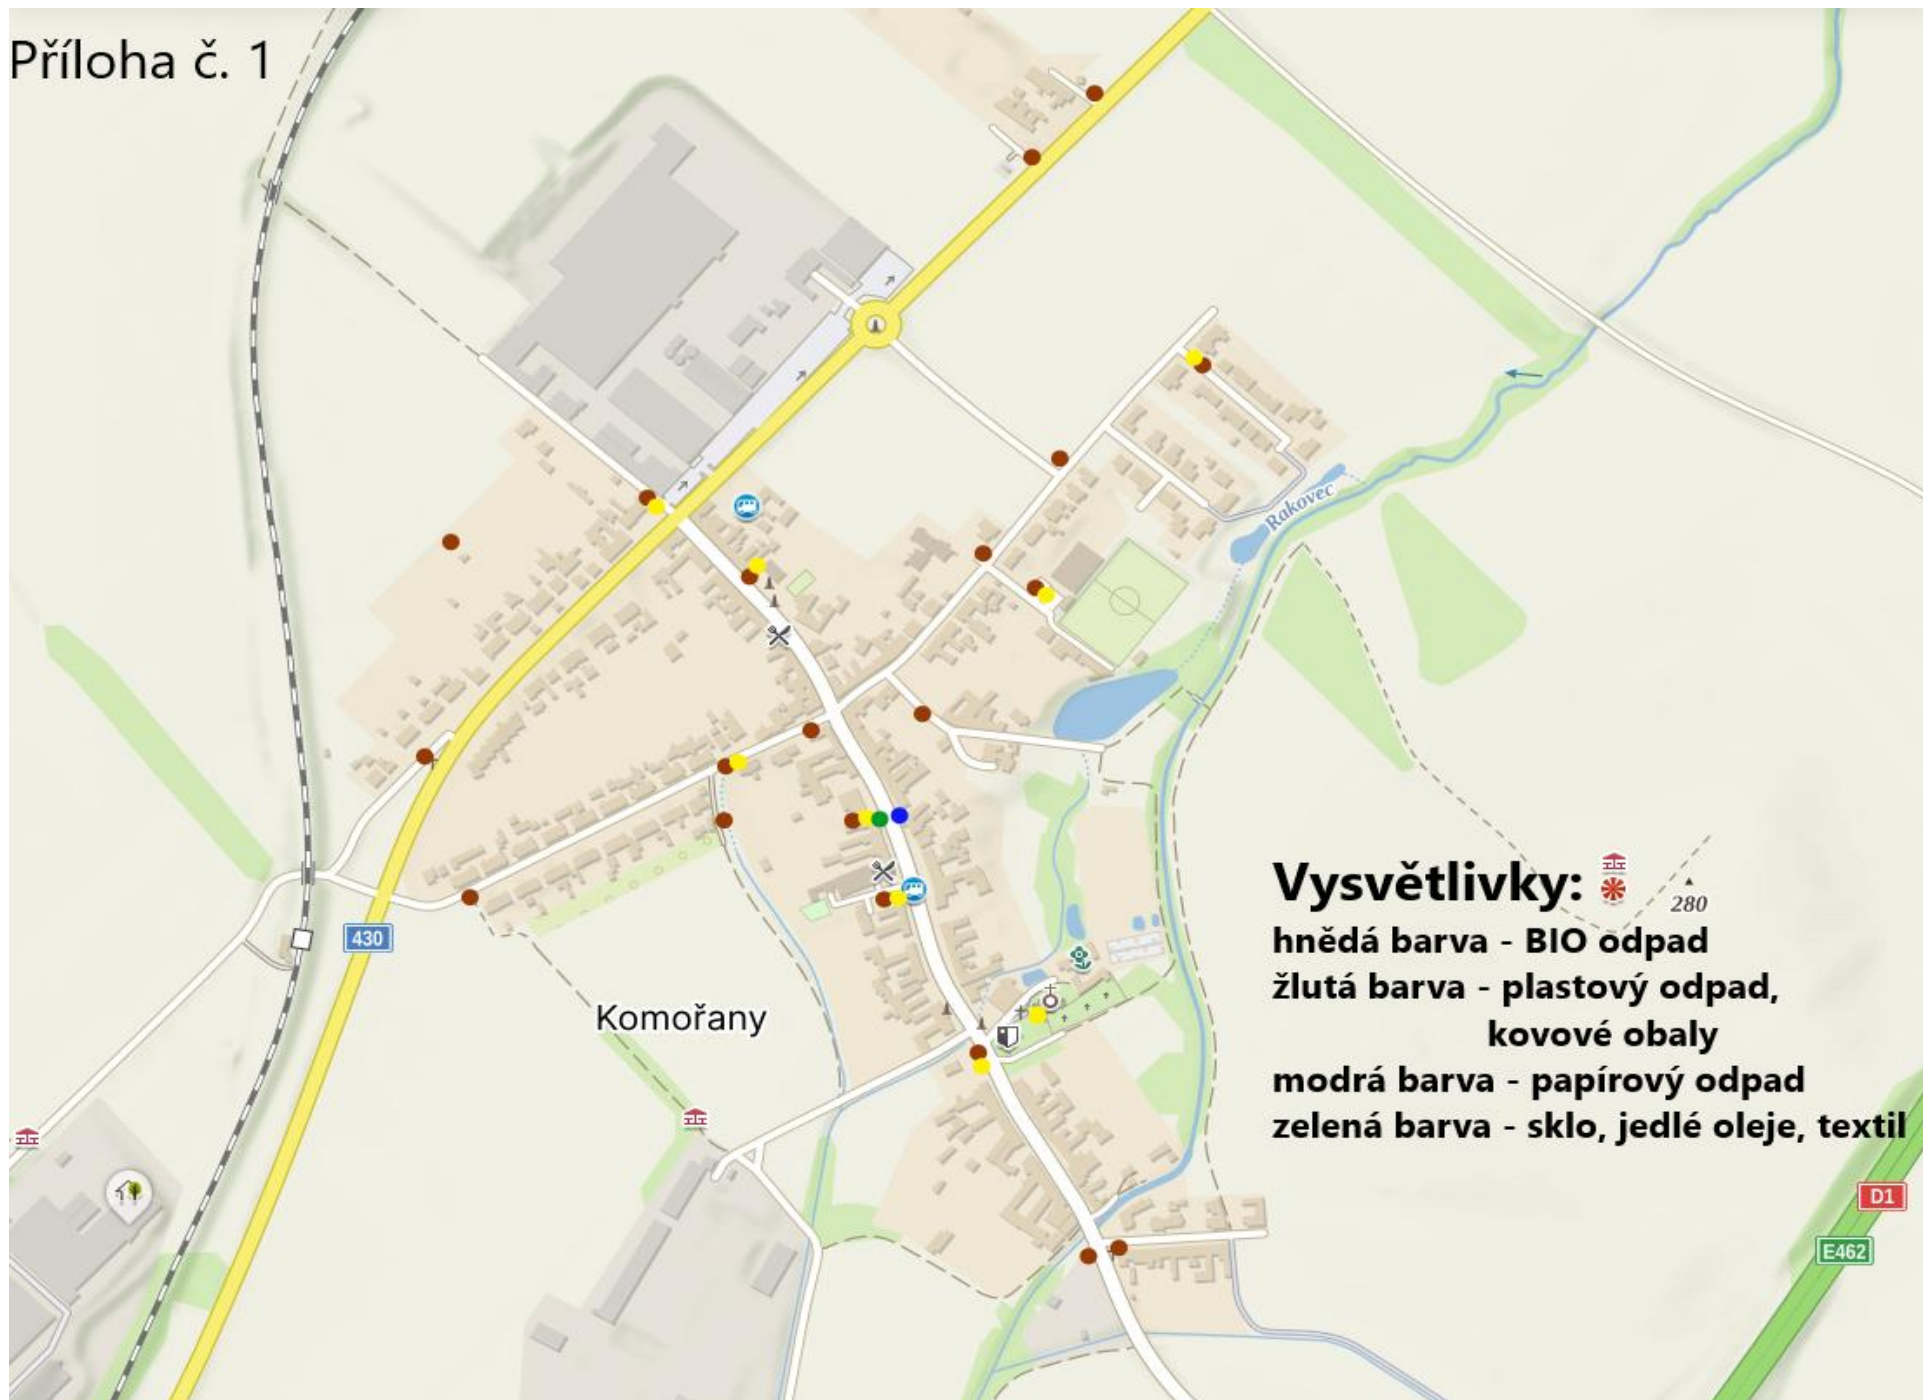 Příloha č. 1
Rakovec
Vysvětlivky:
280
430
hnědá barva - BIO odpad
žlutá barva - plastový odpad,
kovové obaly
Komořany
modrá barva - papírový odpad
zelená barva - sklo, jedlé oleje, textil
D1
E462